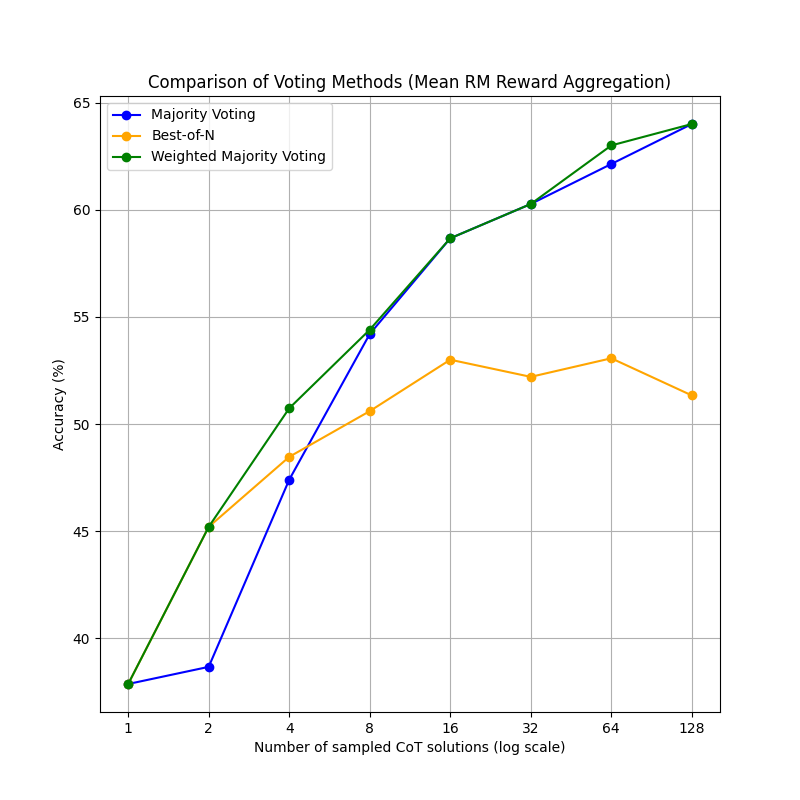 Comparison of Voting Methods (Mean RM Reward Aggregation)
Majority Voting
Best-of-N
Weighted Majority Voting
65
60
55
50
45
40
Accuracy (%)
1 2 4 8 16 32 64 128
Number of sampled CoT solutions (log scale)